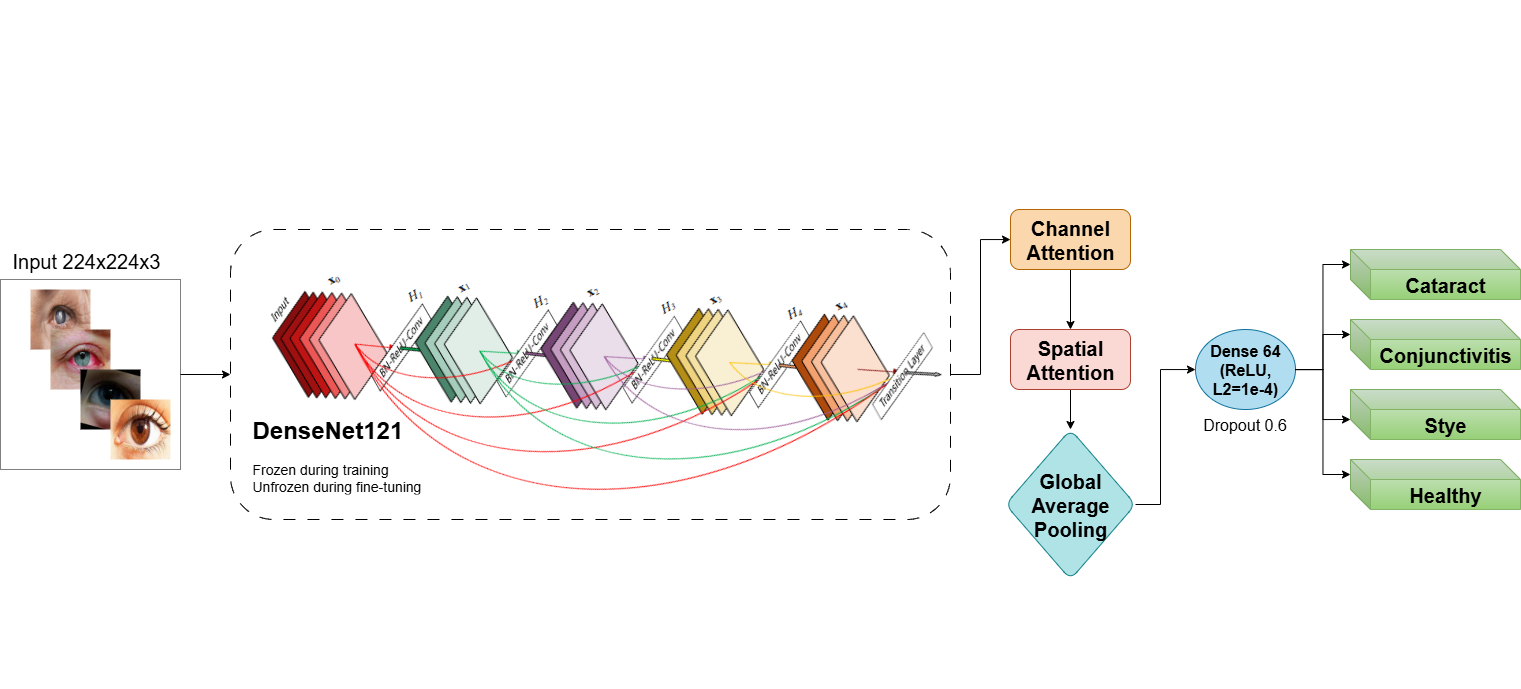 Input 224x224x3
Input
x0
H1
BN-ReLU-Conv
x1
H2
BN-ReLU-Conv
x2
H3
BN-ReLU-Conv
x3
H4
BN-ReLU-Conv
x4
Transition Layer
DenseNet121
Frozen during training
Unfrozen during fine-tuning
Channel
Attention
Spatial
Attention
Global
Average
Pooling
Dense 64
(ReLU,
L2=1e-4)
Dropout 0.6
Cataract
Conjunctivitis
Stye
Healthy